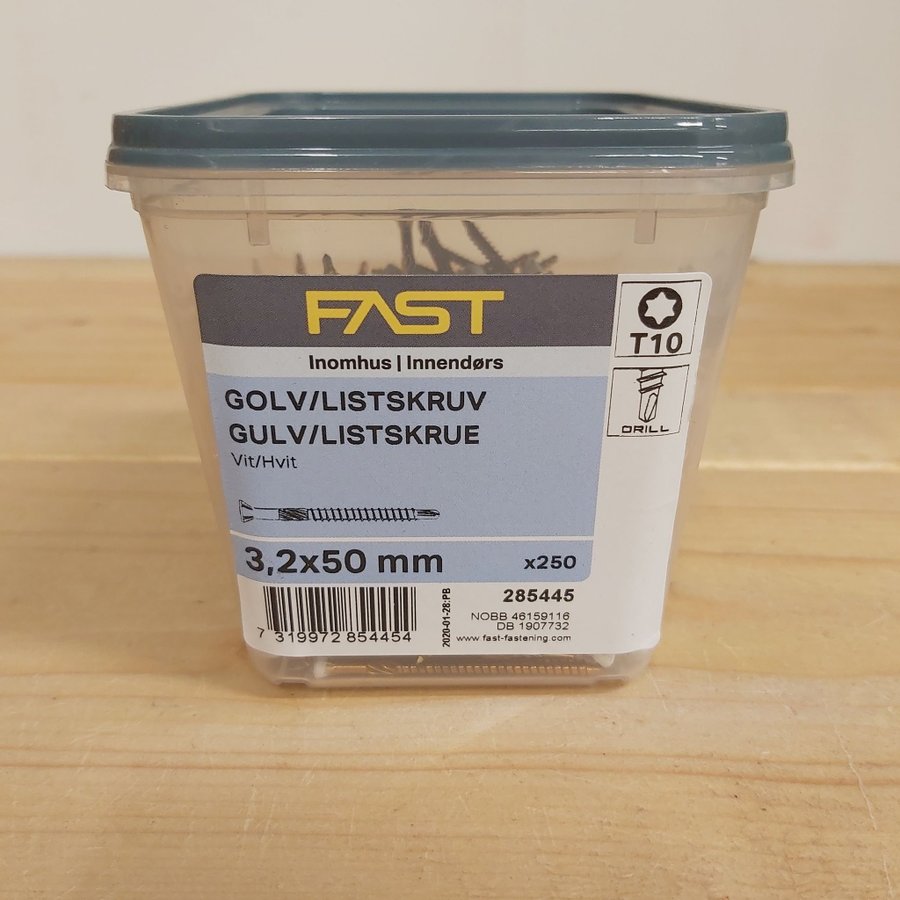 FAST
Inomhus | Innendørs
T10
DRILL
GOLV/LISTSKRUV
GULV/LISTSKRUE
Vit/Hvit
3,2x50 mm
x250
285445
NOBB 46159116
DB 1907732
www.fast-fastening.com
2020-01-28:PB
7 319972 854454